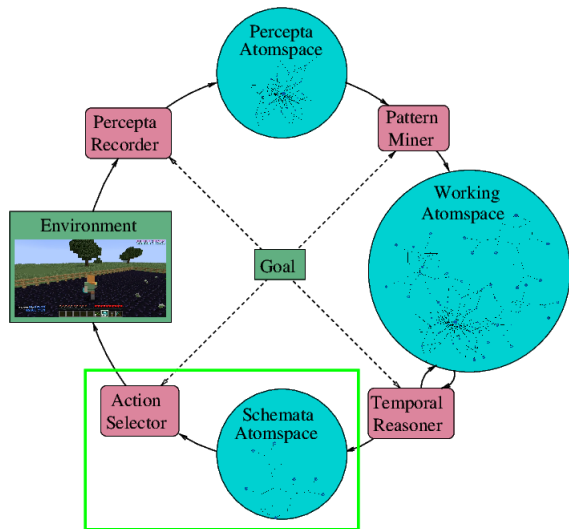 Percepta
Atomspace
Percepta
Recorder
Pattern
Miner
Environment
Working
Atomspace
Goal
Action
Selector
Schemata
Atomspace
Temporal
Reasoner